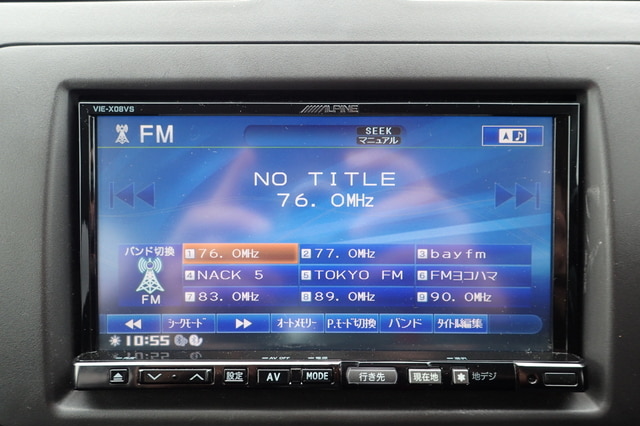 VIE-X08VS
ALPINE
FM
SEEK
マニュアル
NO TITLE
76.0MHz
バンド切換
FM
1 76.0MHz
2 77.0MHz
3 bayfm
4 NACK 5
5 TOKYO FM
6 FMヨコハマ
7 83.0MHz
8 89.0MHz
9 90.0MHz
シークモード
オートメモリー
P.モード切換
バンド
タイトル編集
10:55
AV OFF
設定
AV
MODE
行き先
現在地
地デジ